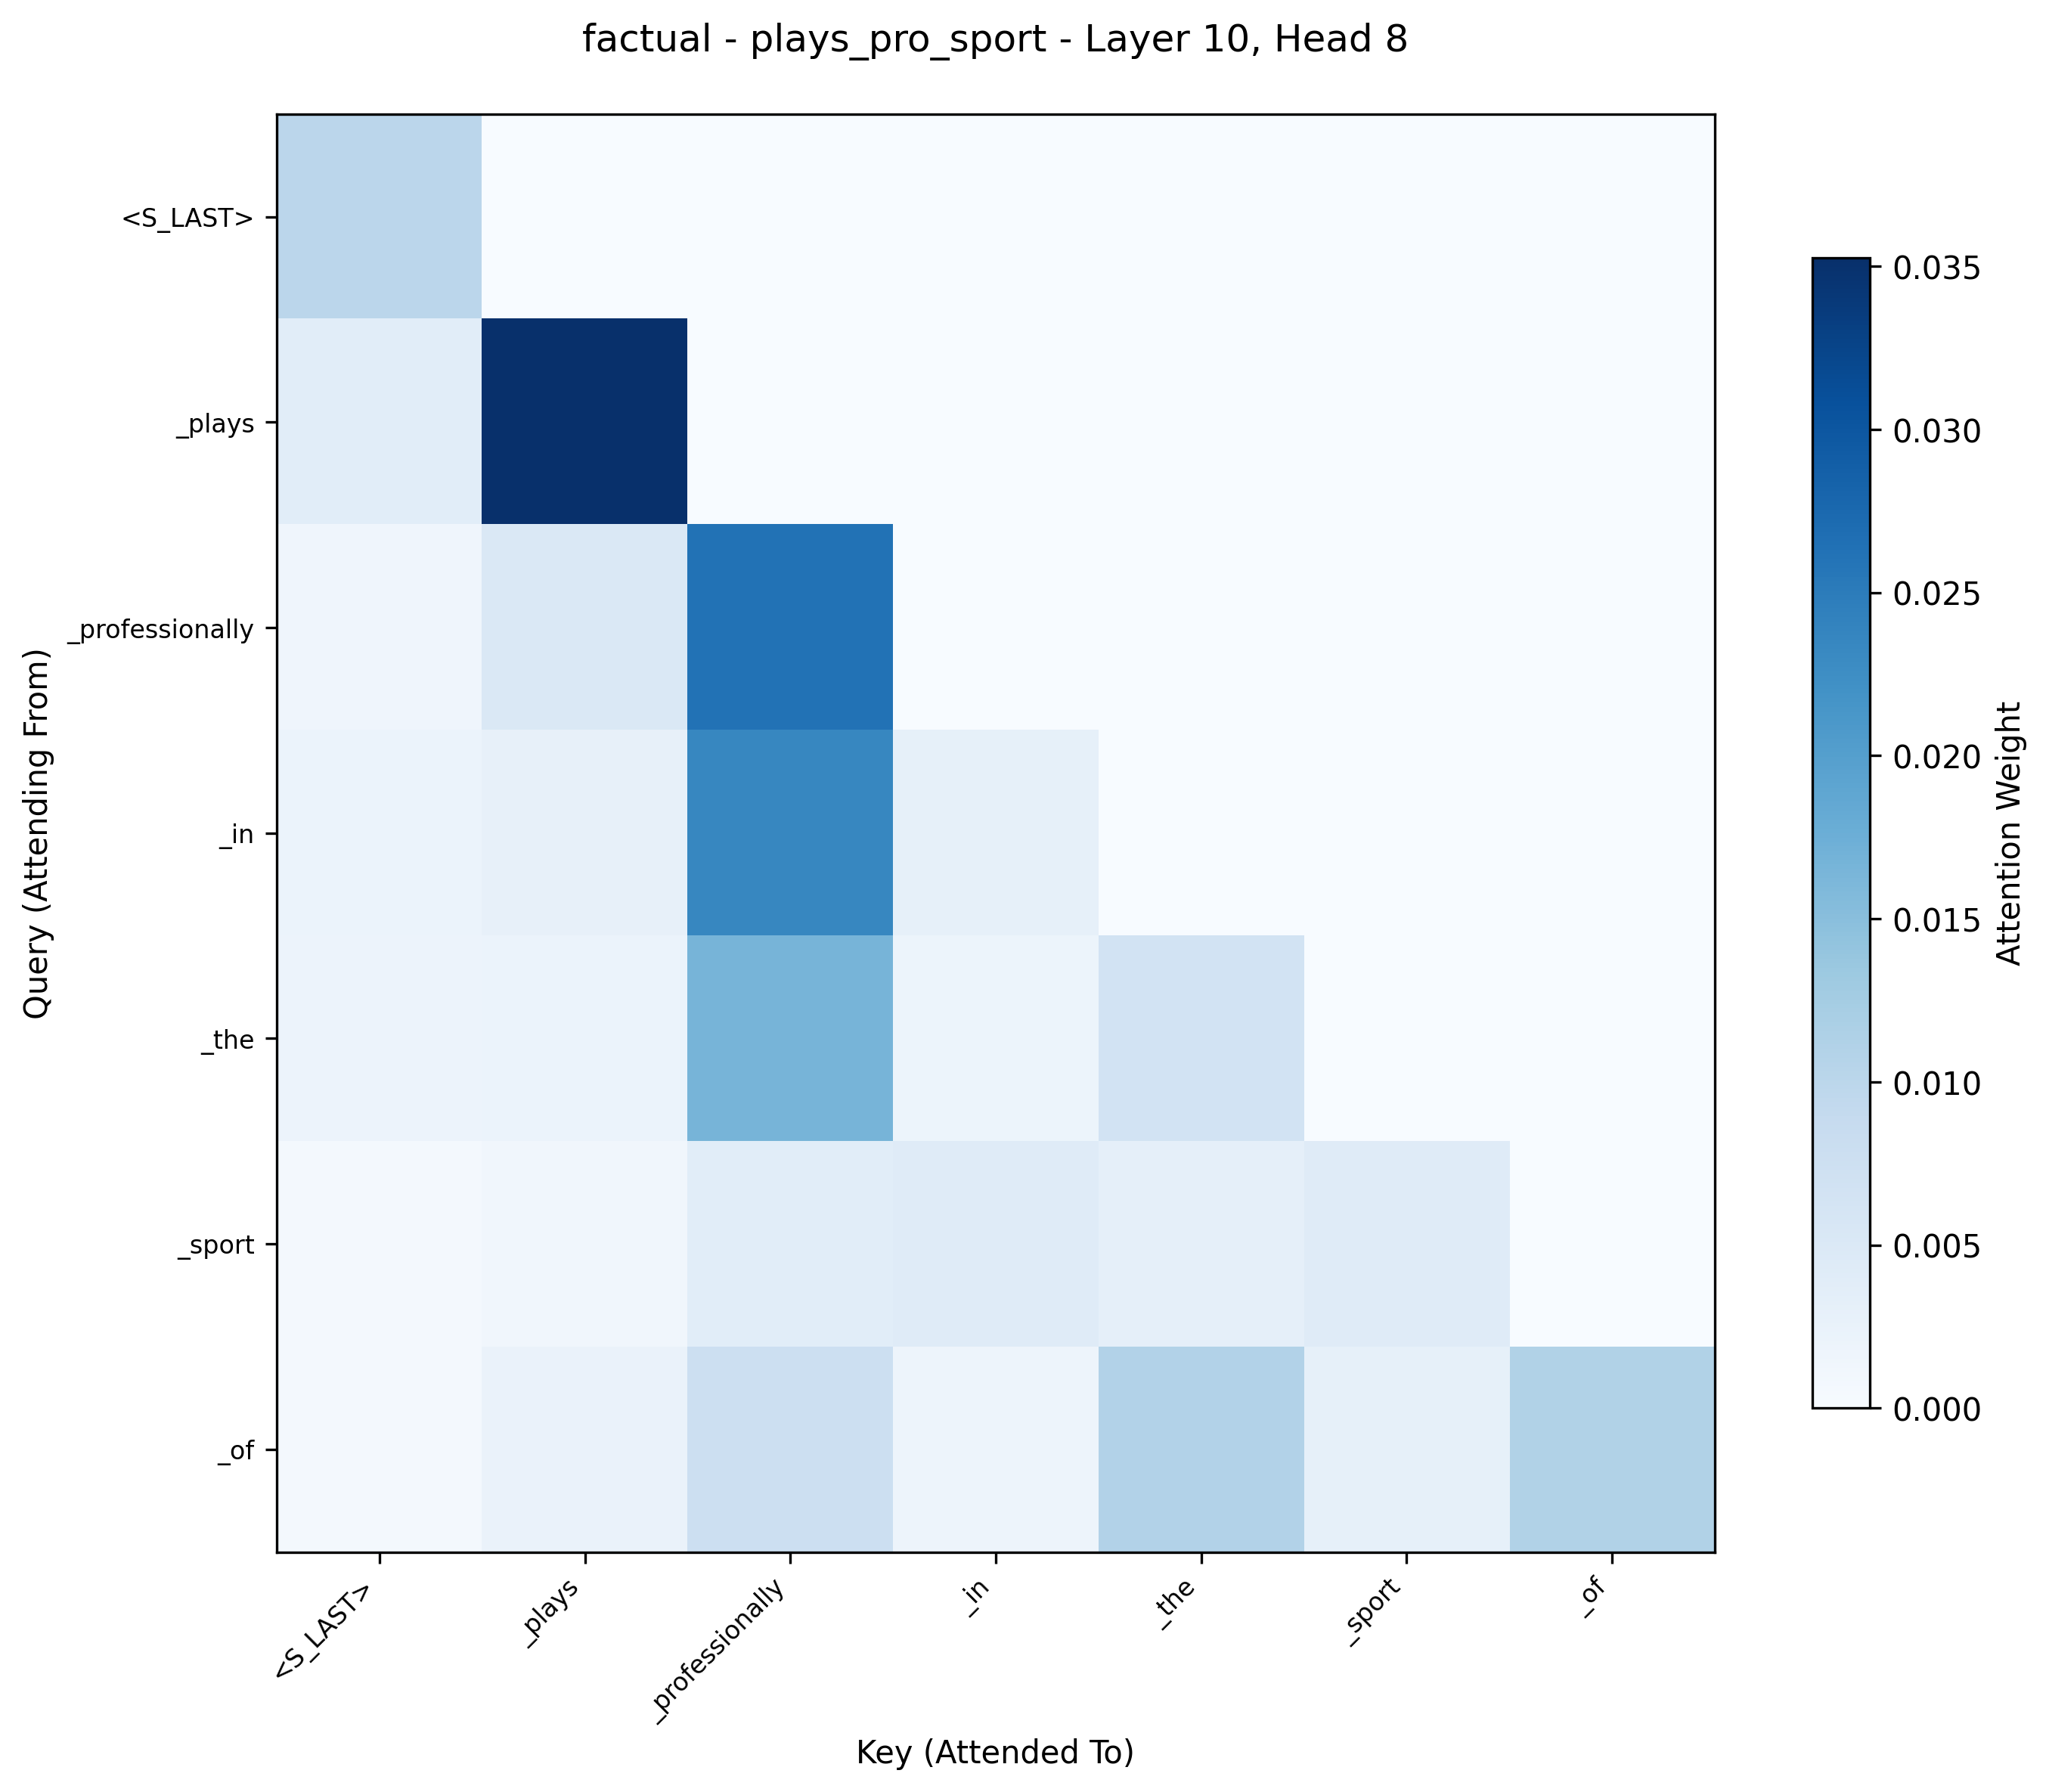 factual - plays_pro_sport - Layer 10, Head 8
Query (Attending From)
<S_LAST>
_plays
_professionally
_in
_the
_sport
_of
<S_LAST>
_plays
_professionally
_in
_the
_sport
_of
Key (Attended To)
0.035
0.030
0.025
0.020
0.015
0.010
0.005
0.000
Attention Weight